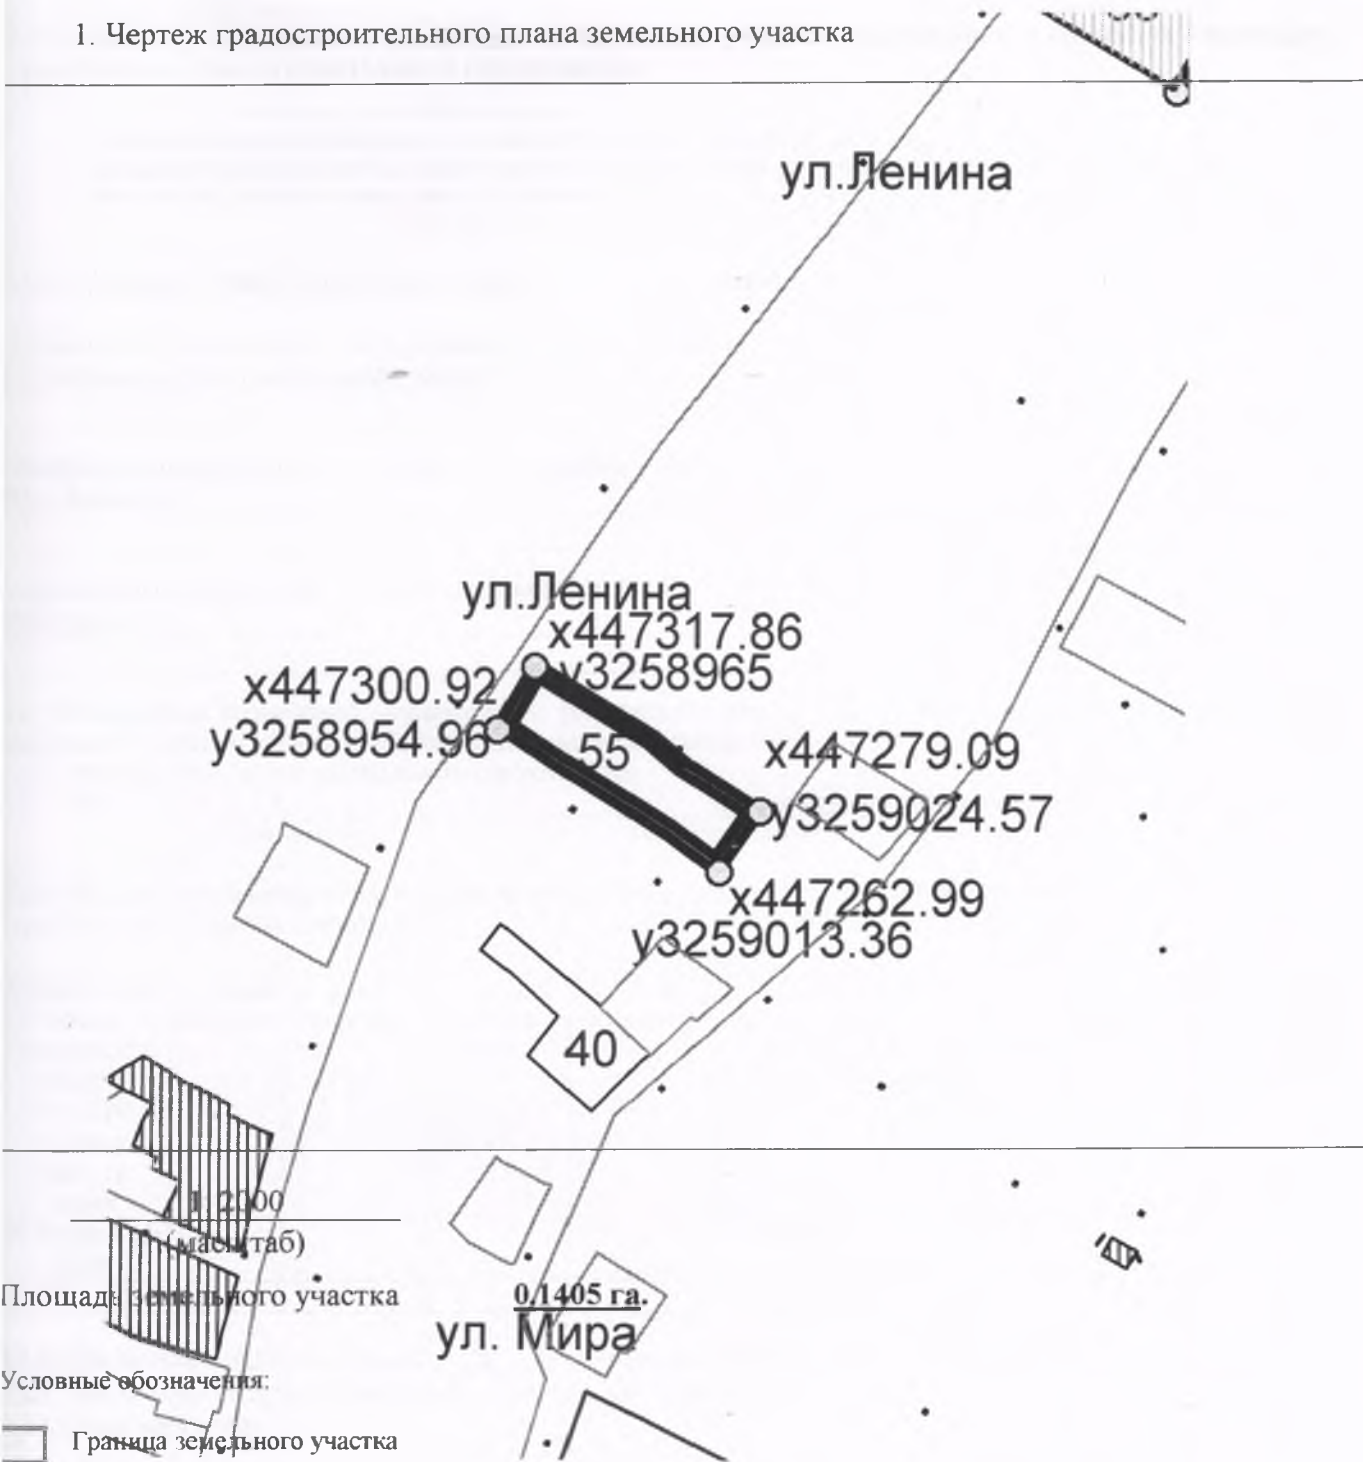 1. Чертеж градостроительного плана земельного участка
ул.Ленина
ул.Ленина
x447317.86
y3258965
x447300.92
y3258954.96
55
x447279.09
y3259024.57
x447262.99
y3259013.36
40
1: 2000
(масштаб)
Площадь земельного участка 0,1405 га.
ул. Мира
Условные обозначения:
Граница земельного участка